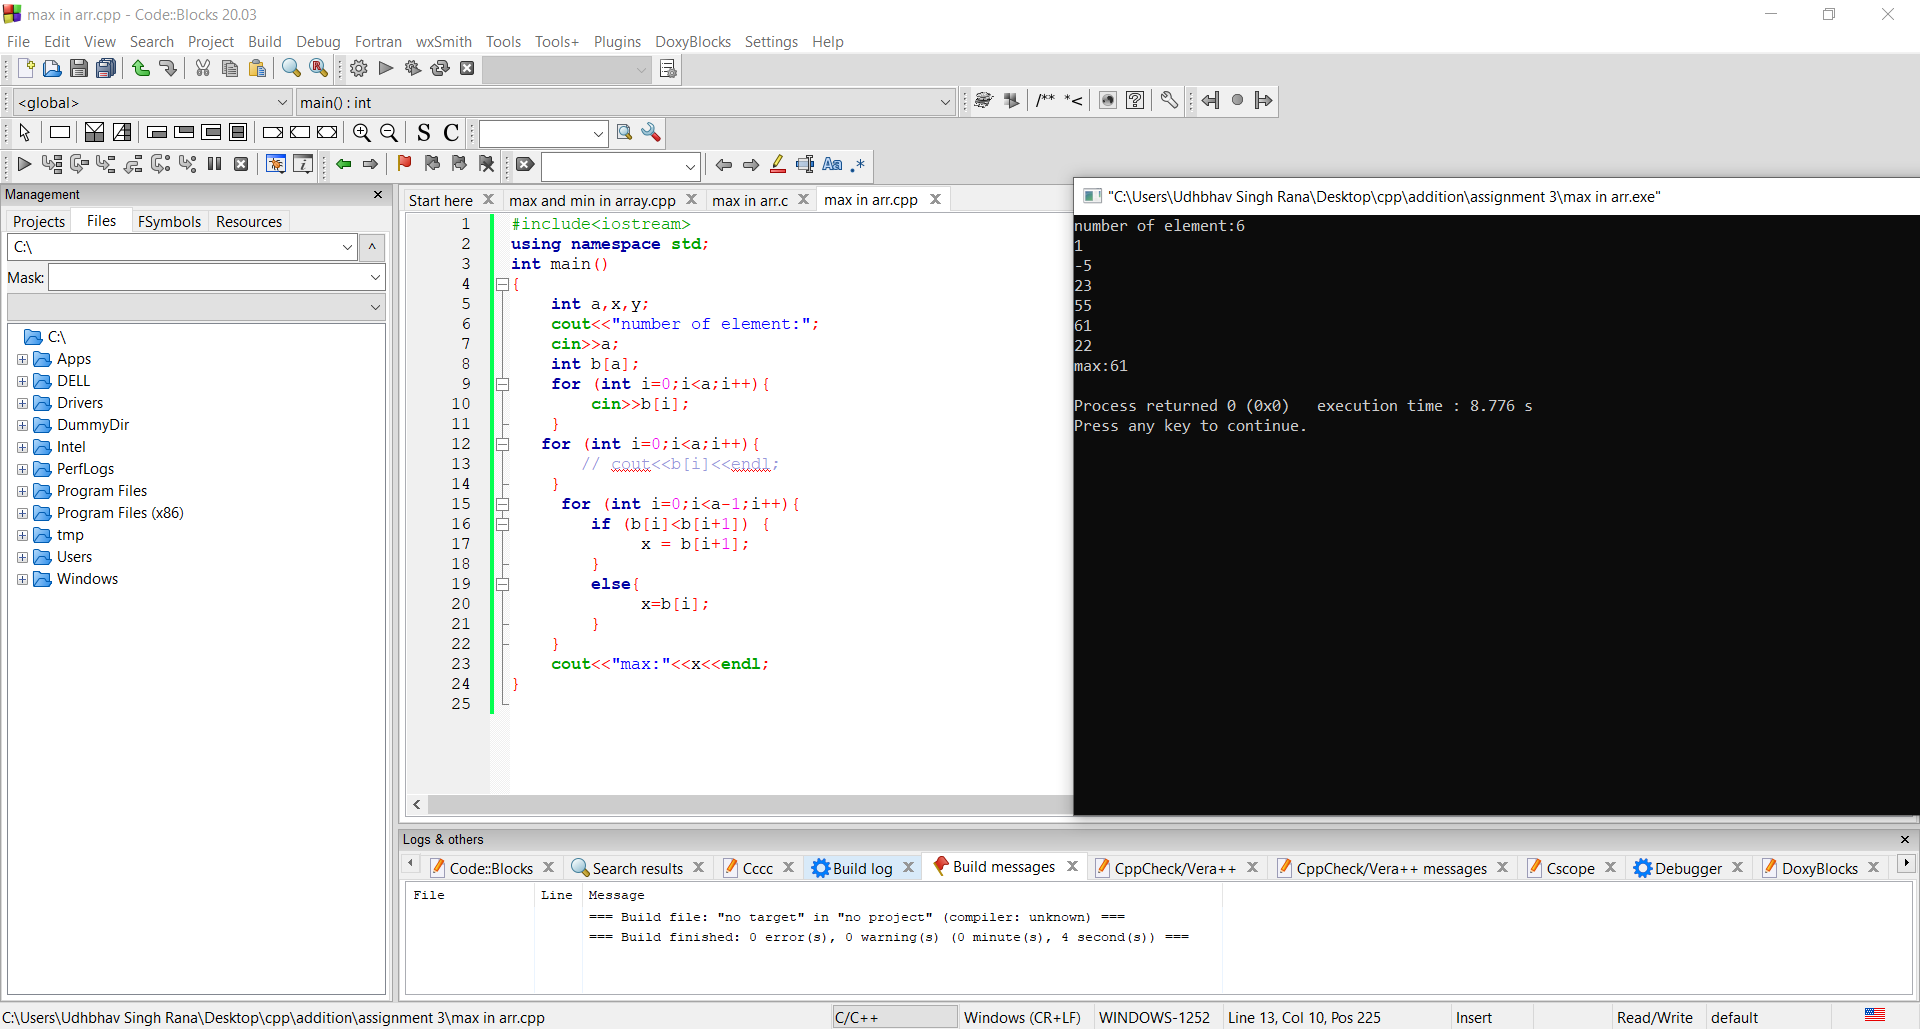 max in arr.cpp - Code::Blocks 20.03
File Edit View Search Project Build Debug Fortran wxSmith Tools Tools+ Plugins DoxyBlocks Settings Help
<global> main() : int
/** *<
S C
Aa .*
Management
Projects Files FSymbols Resources
C:\
Mask:
C:\
Apps
DELL
Drivers
DummyDir
Intel
PerfLogs
Program Files
Program Files (x86)
tmp
Users
Windows
Start here max and min in array.cpp max in arr.c max in arr.cpp
1 #include<iostream>
2 using namespace std;
3 int main()
4 {
5 int a,x,y;
6 cout<<"number of element:";
7 cin>>a;
8 int b[a];
9 for (int i=0;i<a;i++){
10 cin>>b[i];
11 }
12 for (int i=0;i<a;i++){
13 // cout<<b[i]<<endl;
14 }
15 for (int i=0;i<a-1;i++){
16 if (b[i]<b[i+1]) {
17 x = b[i+1];
18 }
19 else{
20 x=b[i];
21 }
22 }
23 cout<<"max:"<<x<<endl;
24 }
25
"C:\Users\Udhbhav Singh Rana\Desktop\cpp\addition\assignment 3\max in arr.exe"
number of element:6
1
-5
23
55
61
22
max:61
Process returned 0 (0x0) execution time : 8.776 s
Press any key to continue.
Logs & others
Code::Blocks Search results Cccc Build log Build messages CppCheck/Vera++ CppCheck/Vera++ messages Cscope Debugger DoxyBlocks
File Line Message
=== Build file: "no target" in "no project" (compiler: unknown) ===
=== Build finished: 0 error(s), 0 warning(s) (0 minute(s), 4 second(s)) ===
C:\Users\Udhbhav Singh Rana\Desktop\cpp\addition\assignment 3\max in arr.cpp C/C++ Windows (CR+LF) WINDOWS-1252 Line 13, Col 10, Pos 225 Insert Read/Write default